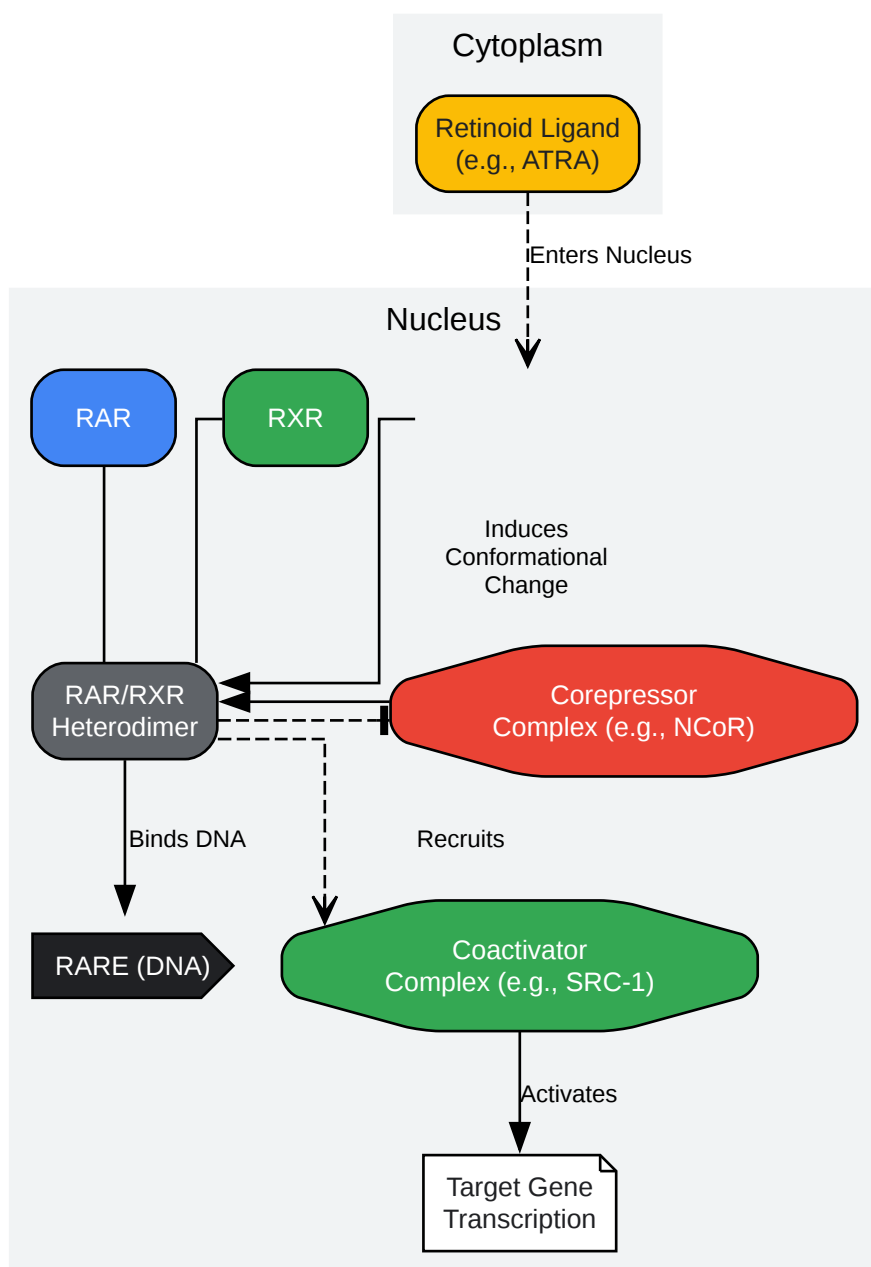 Cytoplasm
Retinoid Ligand
(e.g., ATRA)
Enters Nucleus
Nucleus
RAR
RXR
Induces
Conformational
Change
RAR/RXR
Heterodimer
Corepressor
Complex (e.g., NCoR)
Binds DNA
Recruits
RARE (DNA)
Coactivator
Complex (e.g., SRC-1)
Activates
Target Gene
Transcription